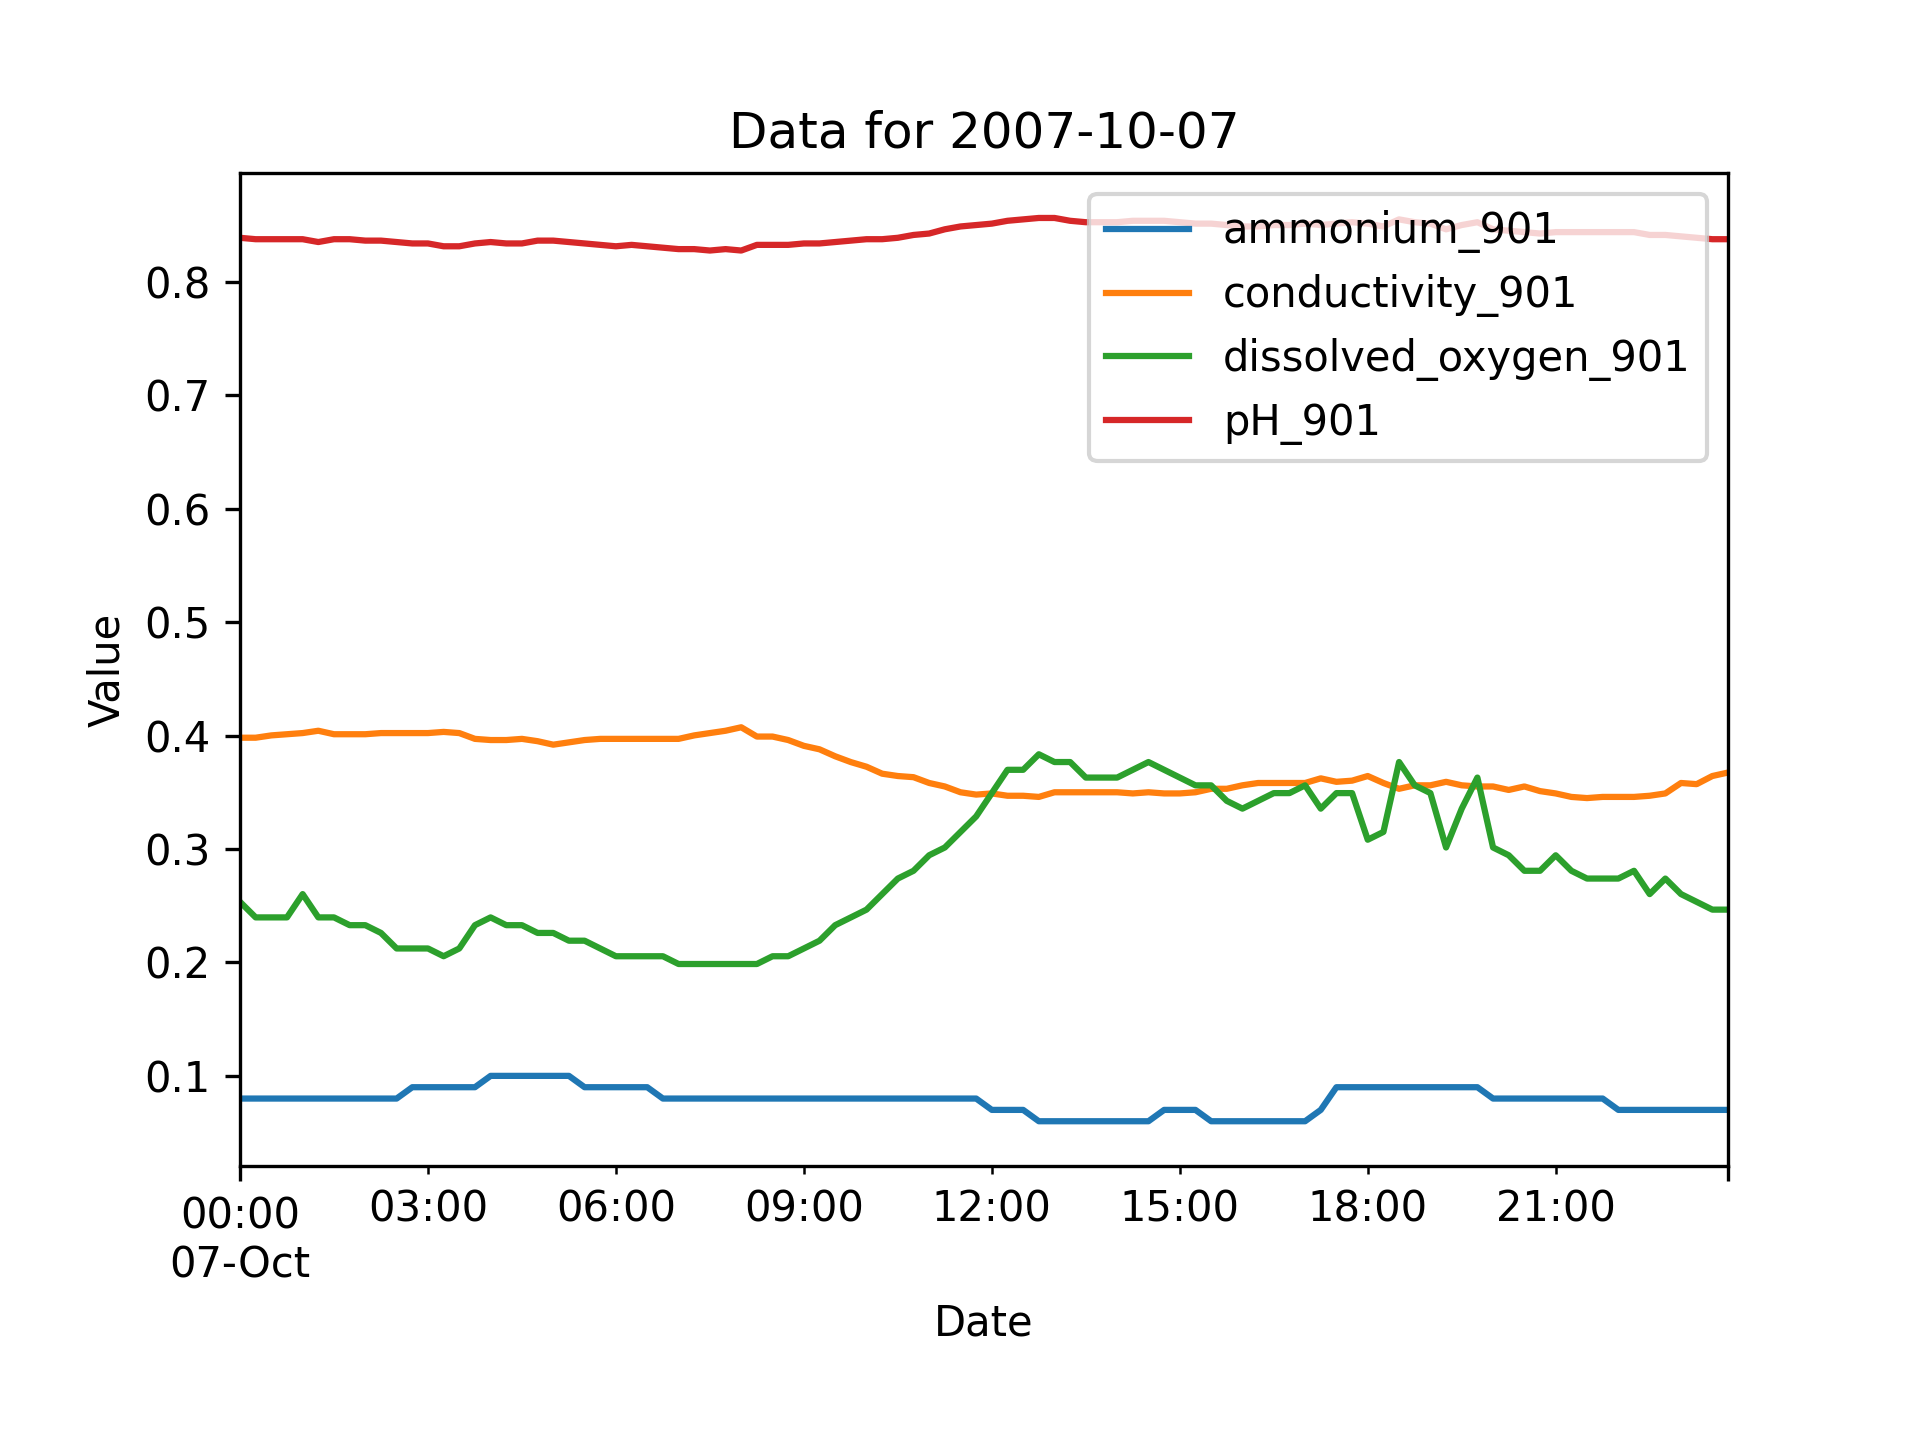 Data for 2007-10-07
ammonium_901
conductivity_901
dissolved_oxygen_901
pH_901
Value
0.8
0.7
0.6
0.5
0.4
0.3
0.2
0.1
00:00 03:00 06:00 09:00 12:00 15:00 18:00 21:00
07-Oct
Date